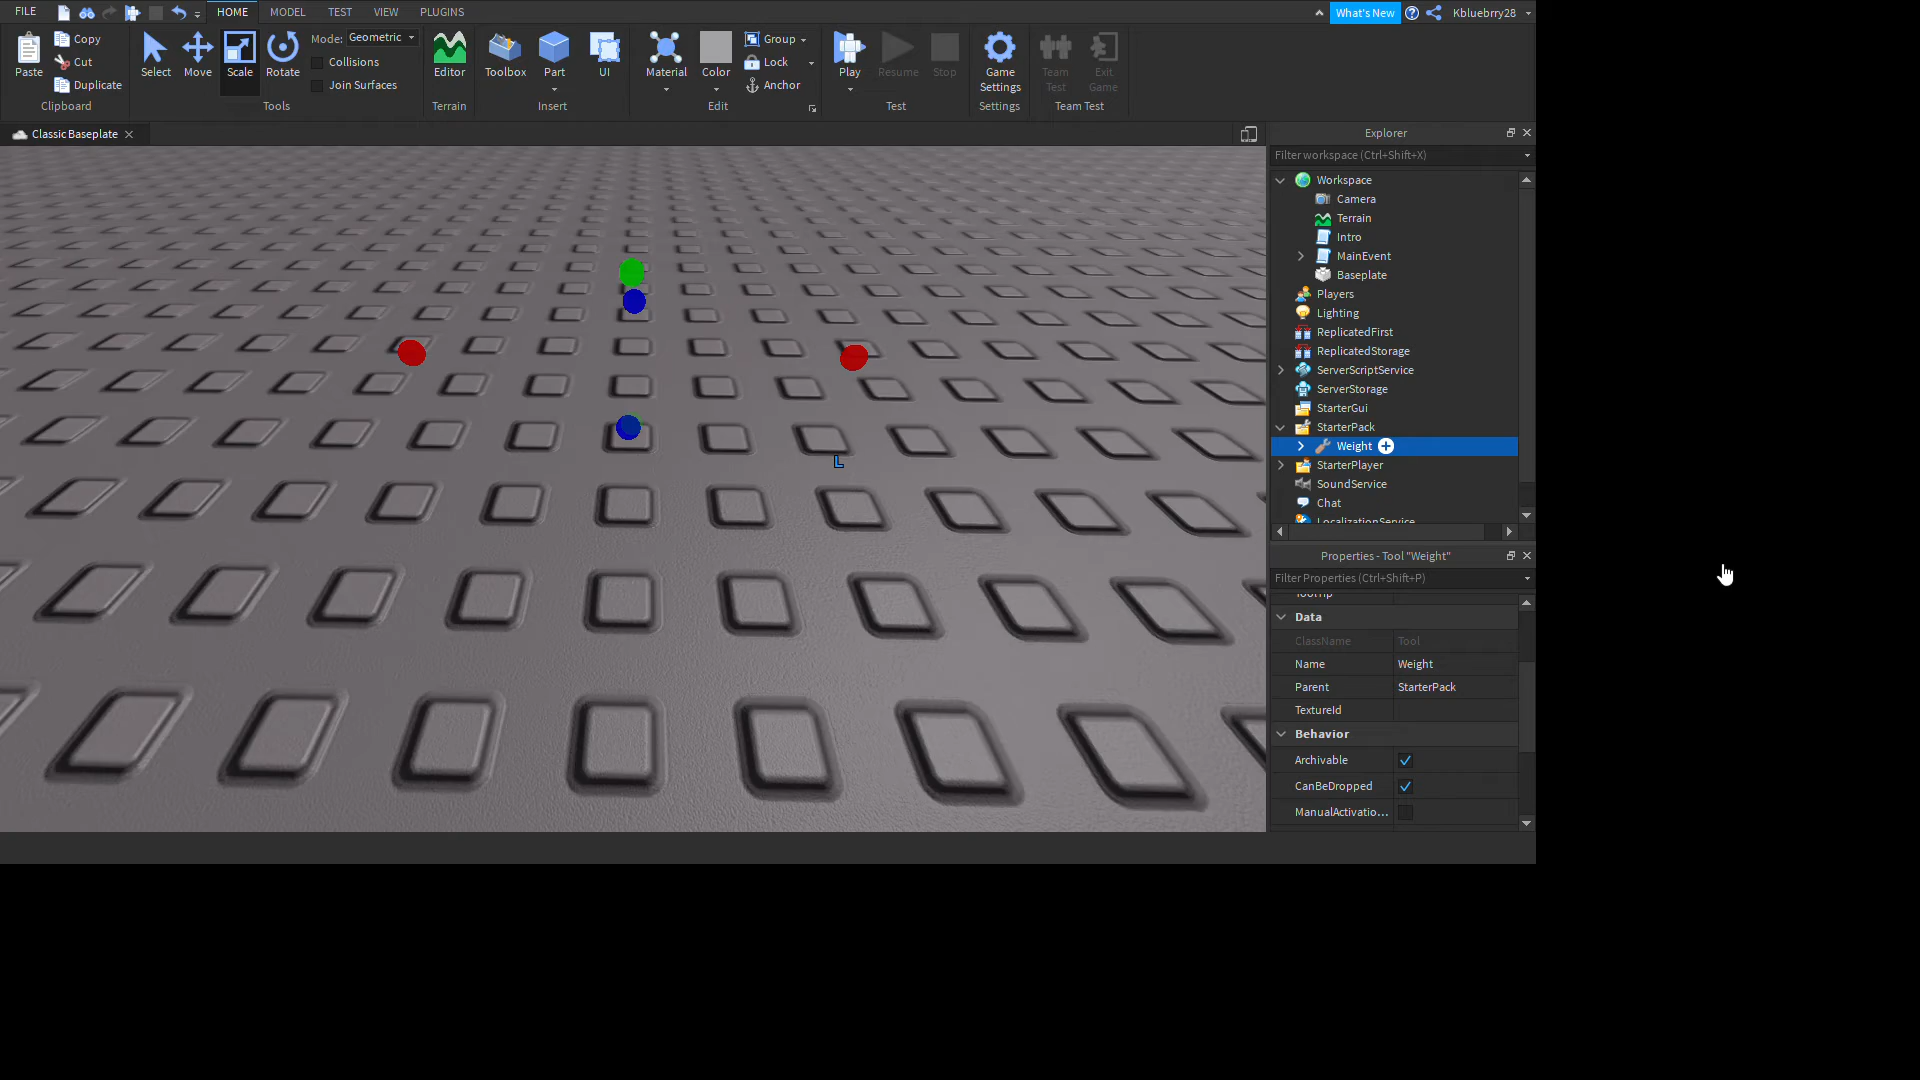 FILE HOME MODEL TEST VIEW PLUGINS What's New Kbluebrry28
Paste Copy Cut Duplicate Clipboard
Select Move Scale Rotate Mode: Geometric Collisions Join Surfaces Tools
Editor Terrain
Toolbox Part UI Insert
Material Color Group Lock Anchor Edit
Play Resume Stop Test
Game Settings Settings
Team Test Exit Game Team Test
ClassicBaseplate
L
Explorer
Filter workspace (Ctrl+Shift+X)
Workspace
Camera
Terrain
Intro
MainEvent
Baseplate
Players
Lighting
ReplicatedFirst
ReplicatedStorage
ServerScriptService
ServerStorage
StarterGui
StarterPack
Weight
StarterPlayer
SoundService
Chat
LocalizationService
Properties - Tool "Weight"
Filter Properties (Ctrl+Shift+P)
ToolTip
Data
ClassName Tool
Name Weight
Parent StarterPack
TextureId
Behavior
Archivable
CanBeDropped
ManualActivatio...